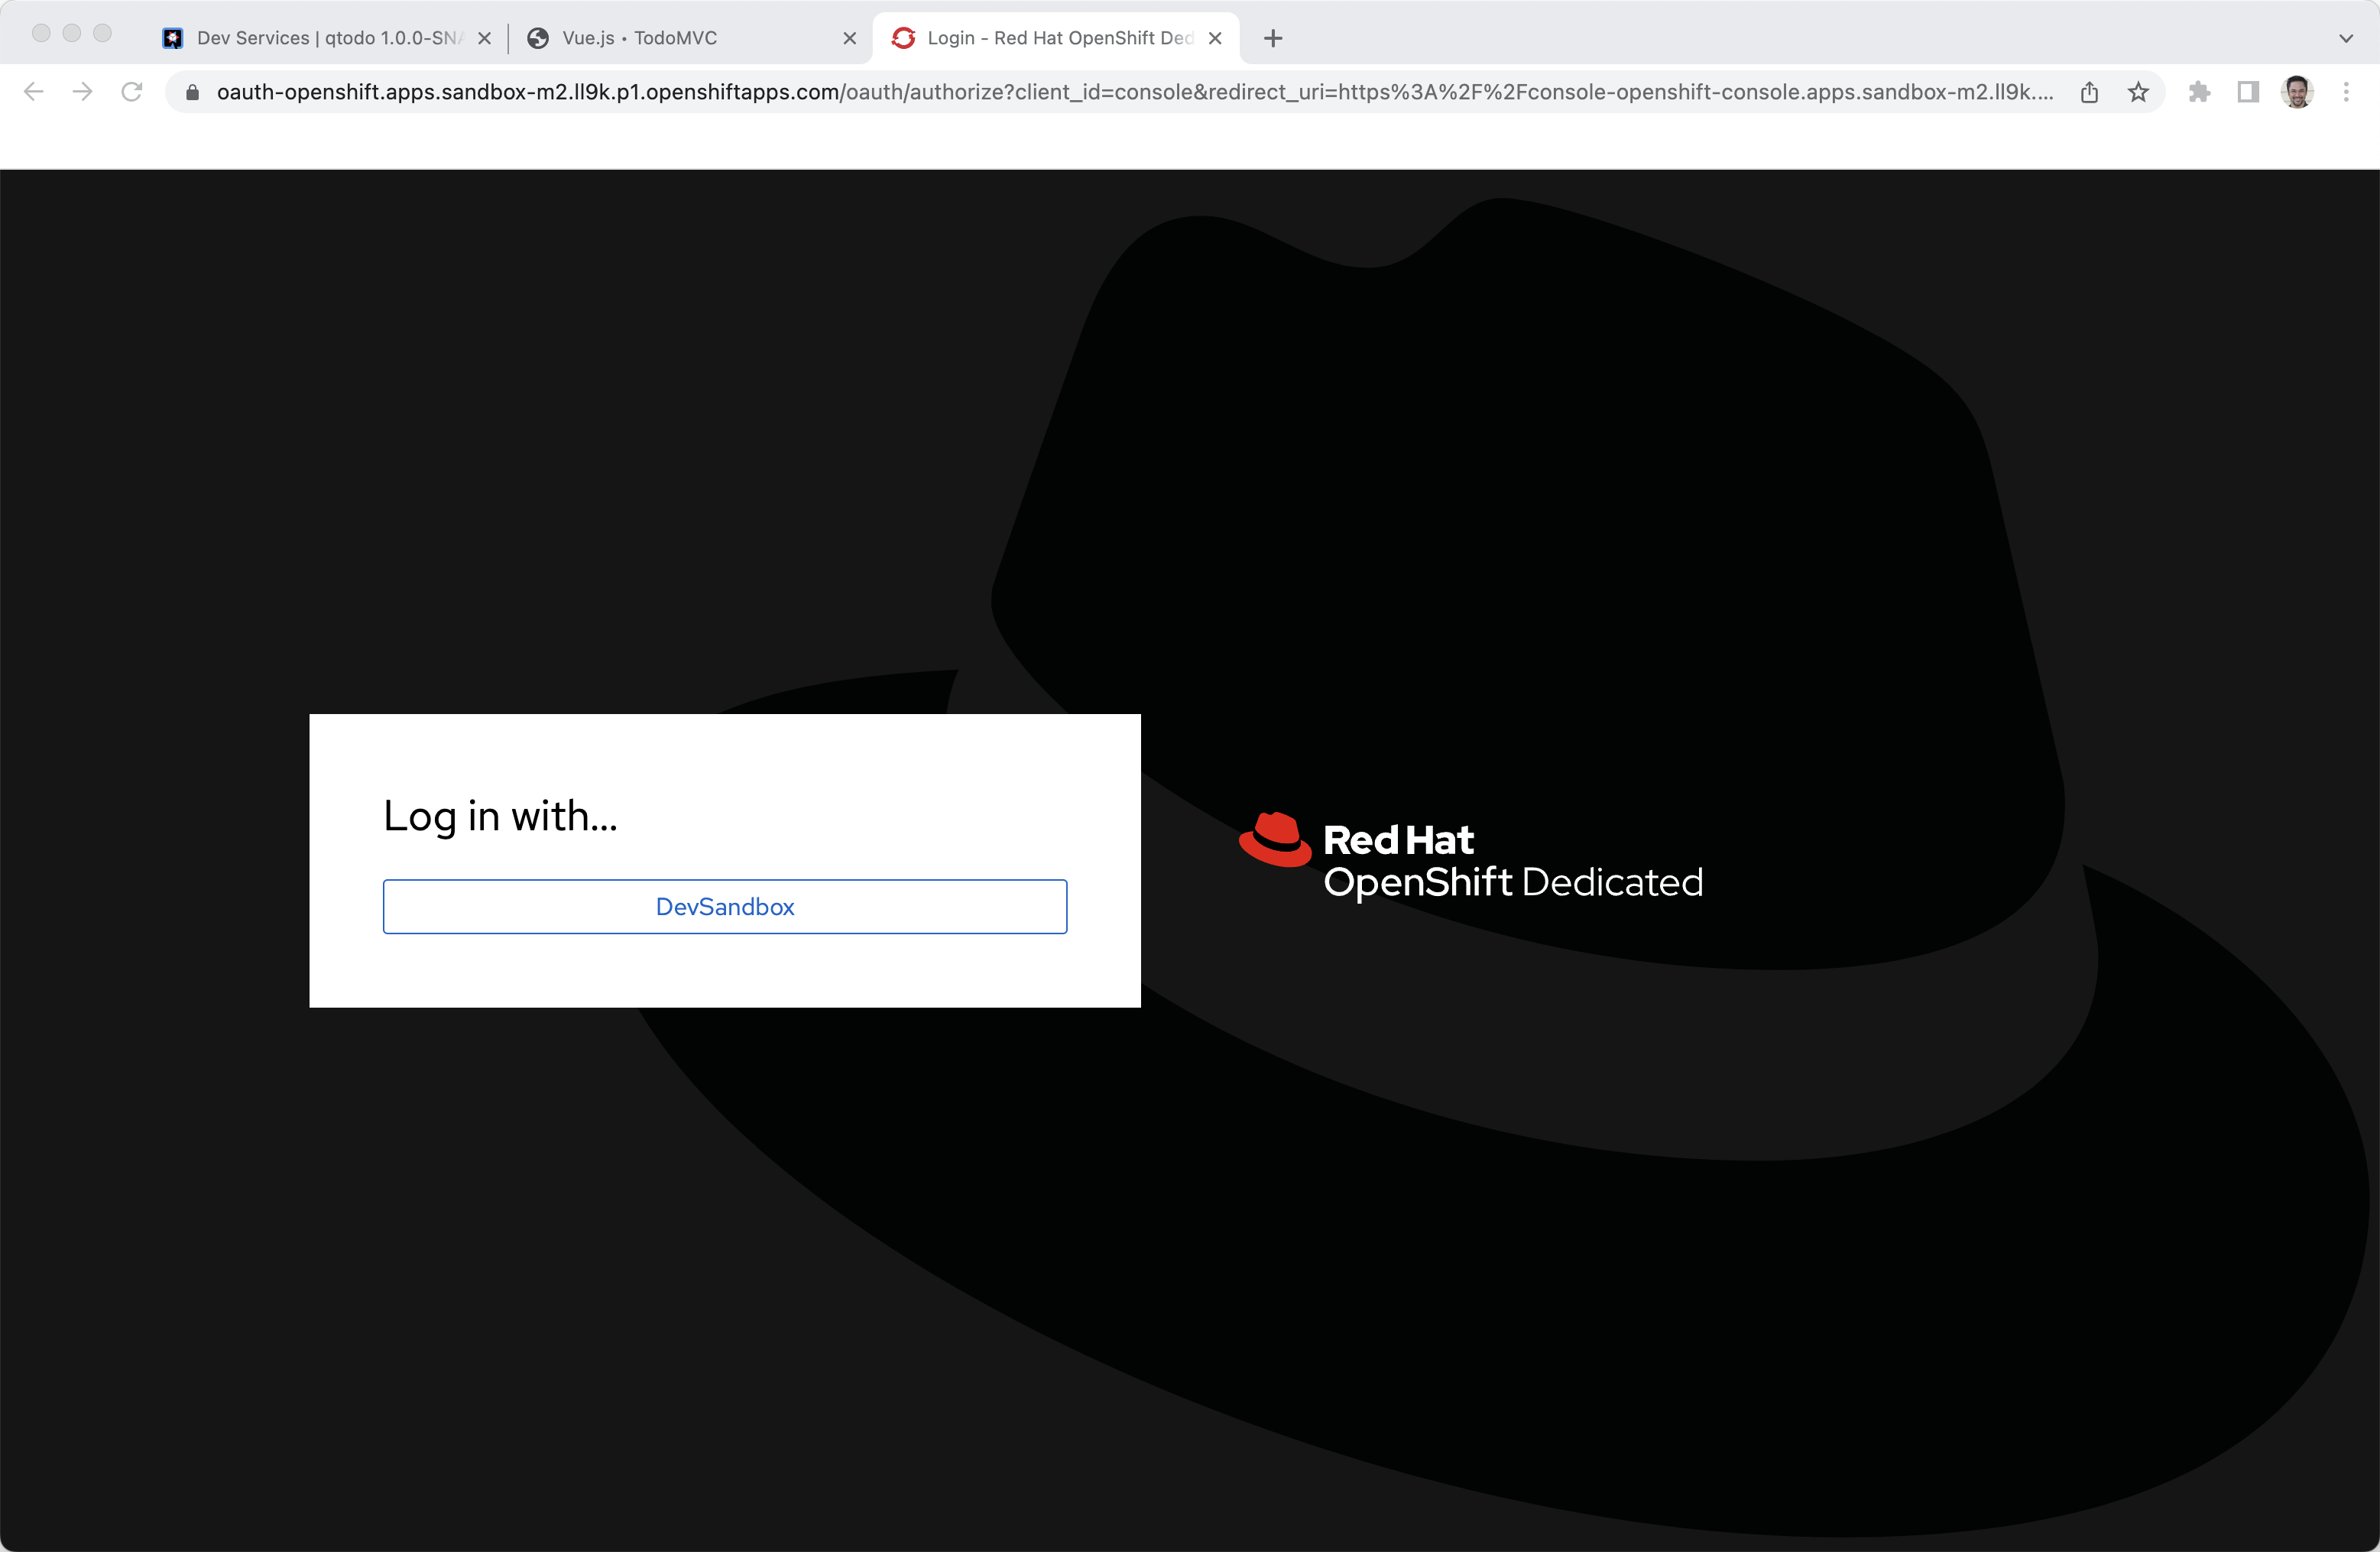 Dev Services | qtodo 1.0.0-SNA
Vue.js • TodoMVC
Login - Red Hat OpenShift Ded
oauth-openshift.apps.sandbox-m2.ll9k.p1.openshiftapps.com/oauth/authorize?client_id=console&redirect_uri=https%3A%2F%2Fconsole-openshift-console.apps.sandbox-m2.ll9k....
Log in with...
DevSandbox
Red Hat
OpenShift Dedicated